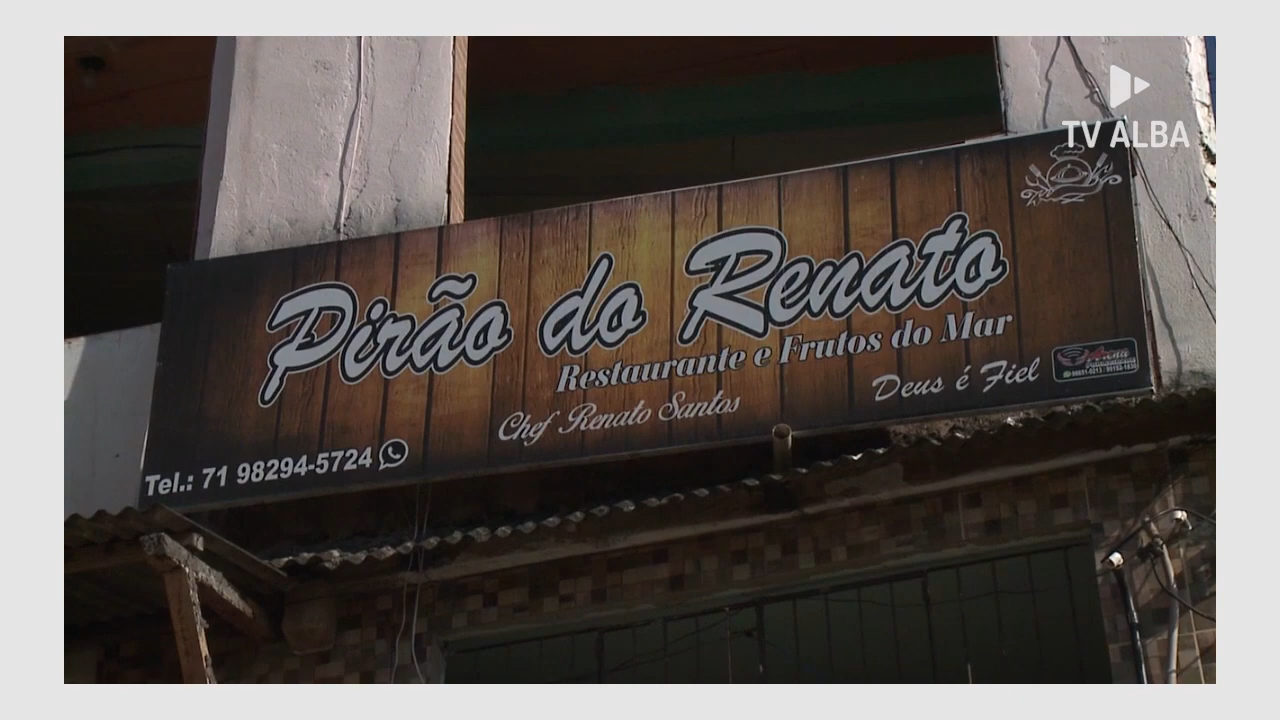 TV ALBA
Pirão do Renato
Restaurante e Frutos do Mar
Chef Renato Santos
Deus é Fiel
Tel.: 71 98294-5724